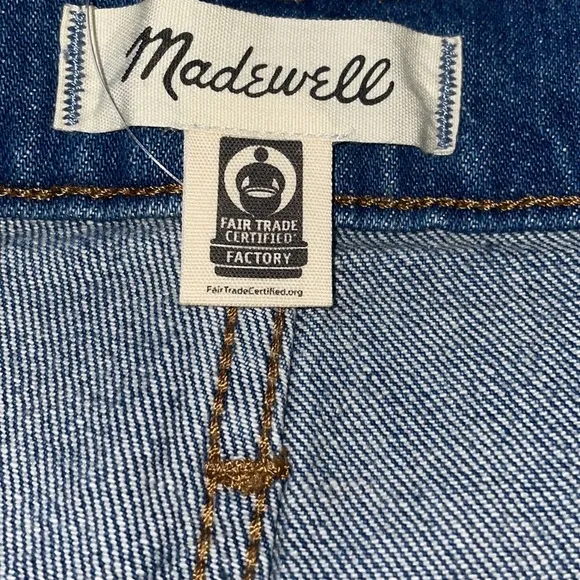 Madewell
FAIR TRADE
CERTIFIED
FACTORY
FairTradeCertified.org